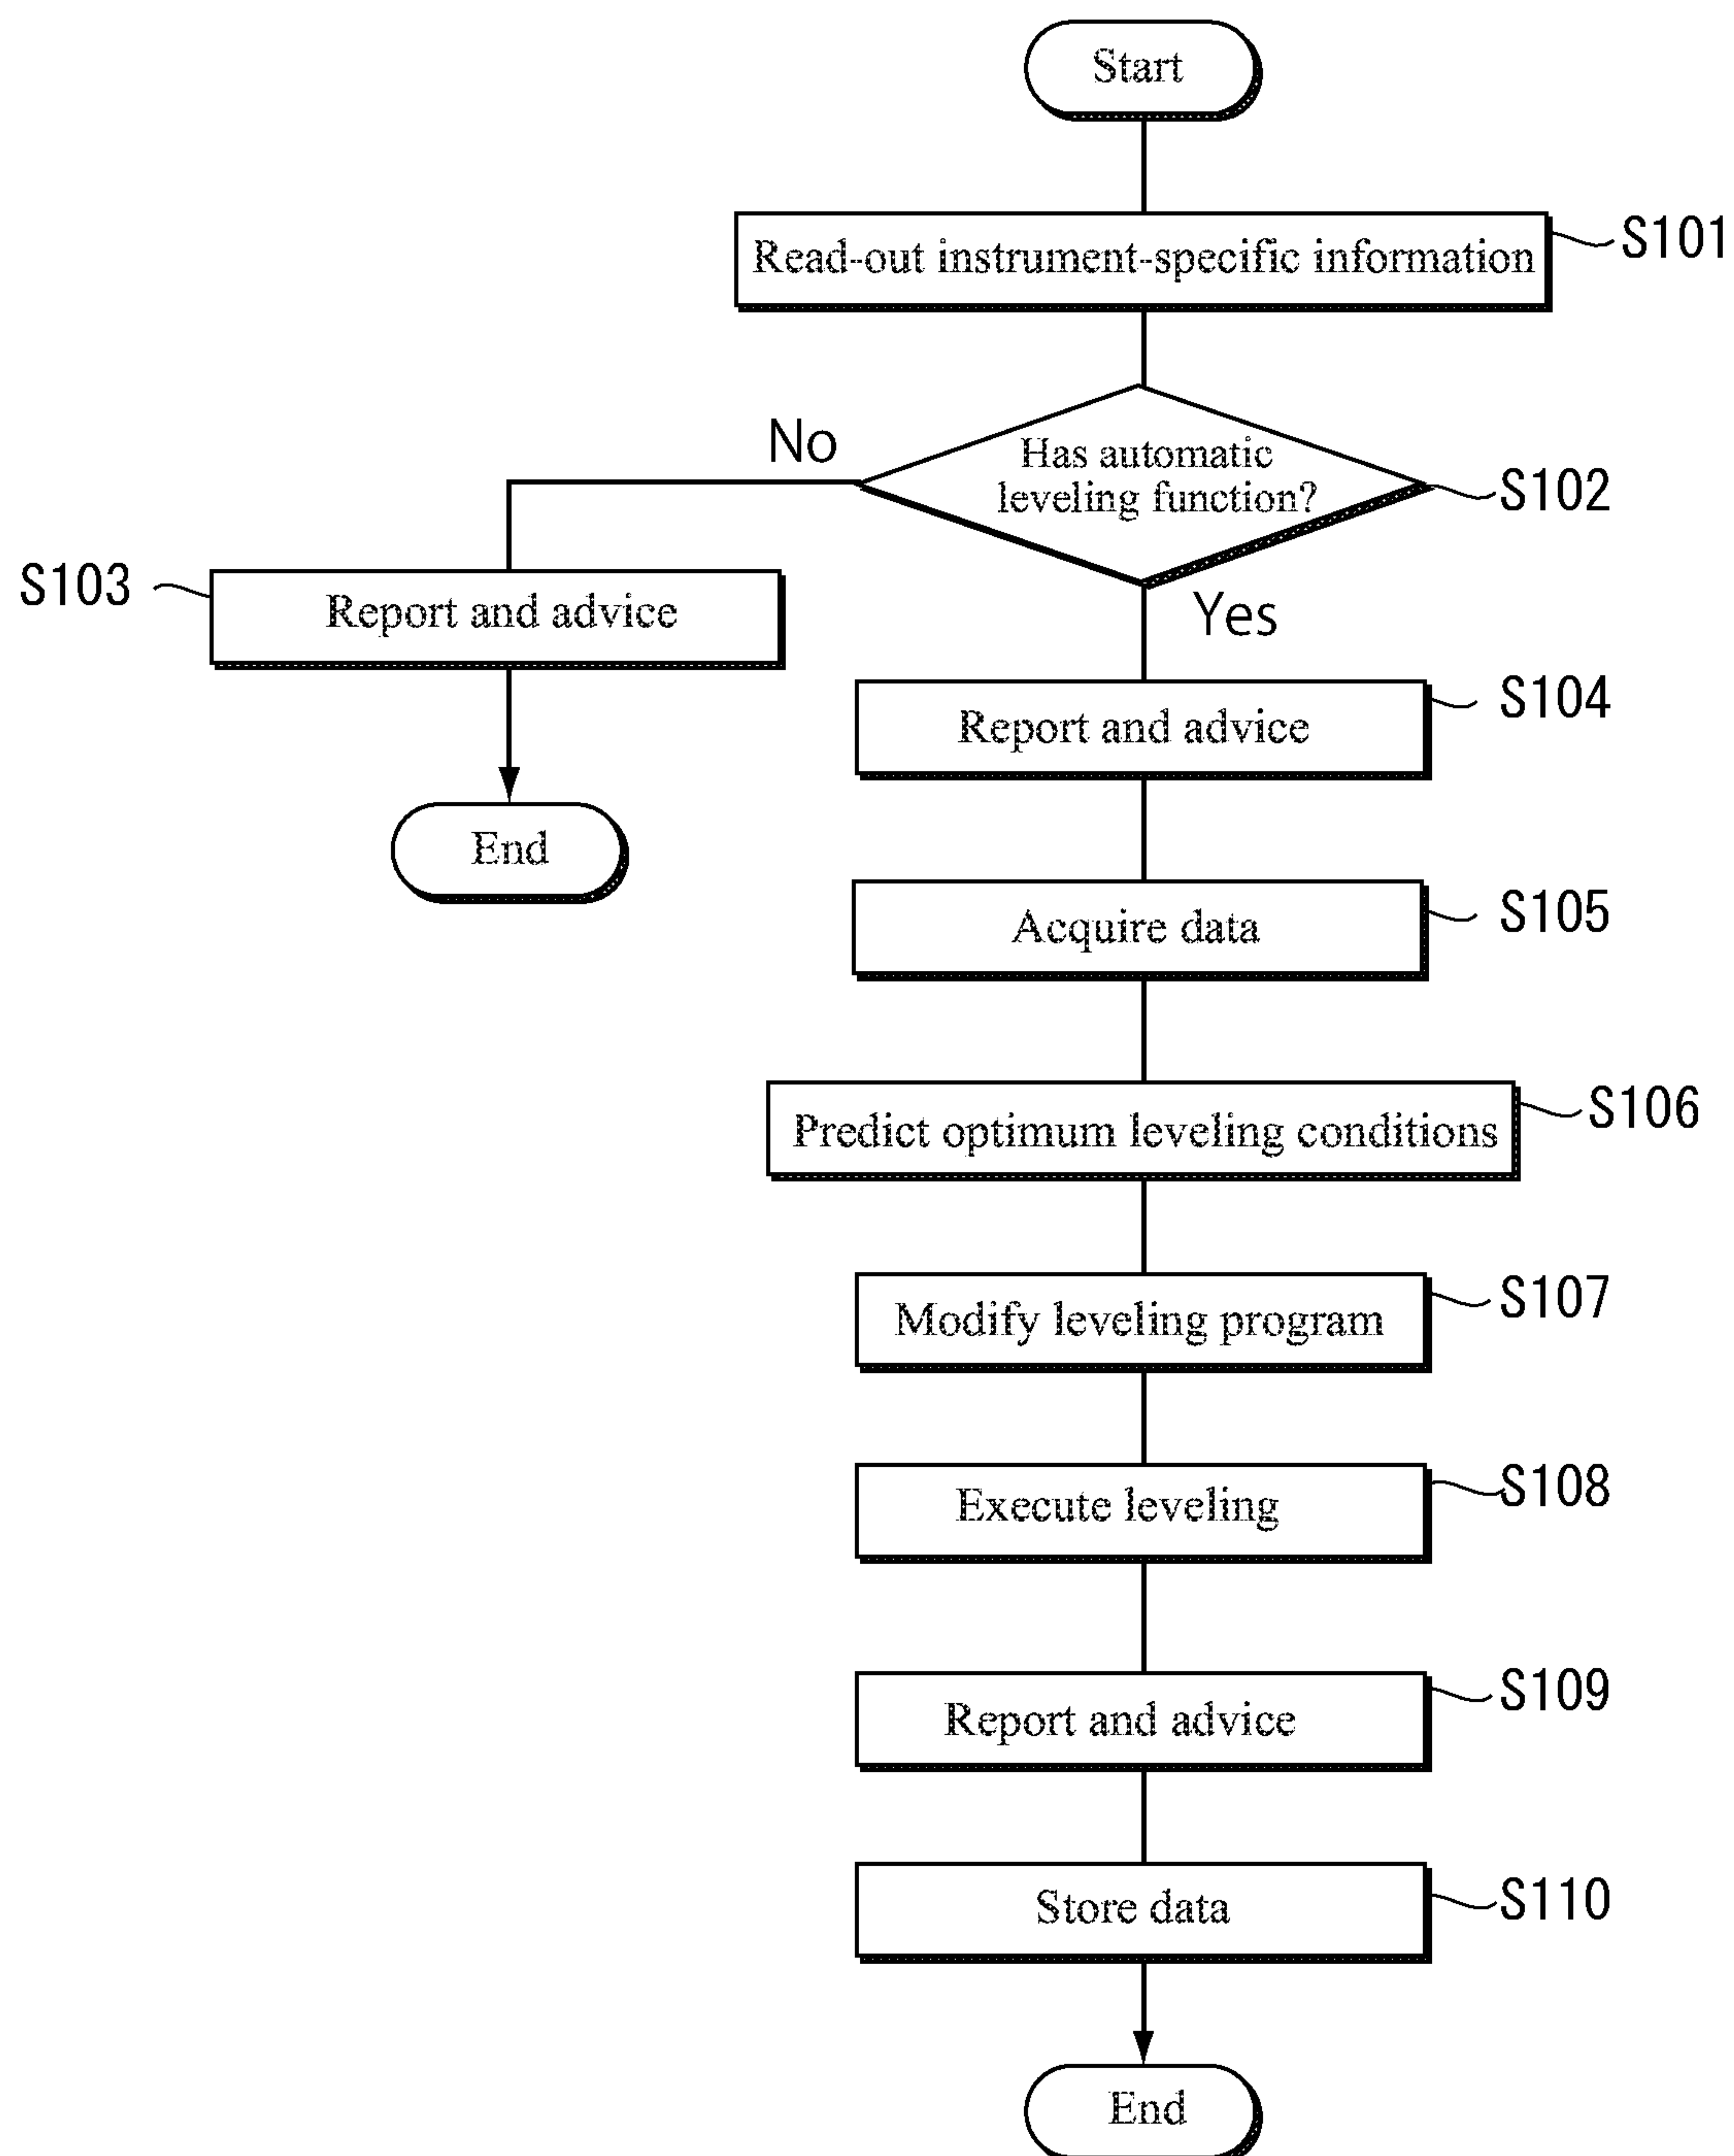 Start
Read-out instrument-specific information
S101
No
Has automatic
leveling function?
S102
S103
Report and advice
Yes
Report and advice
S104
End
Acquire data
S105
Predict optimum leveling conditions
S106
Modify leveling program
S107
Execute leveling
S108
Report and advice
S109
Store data
S110
End